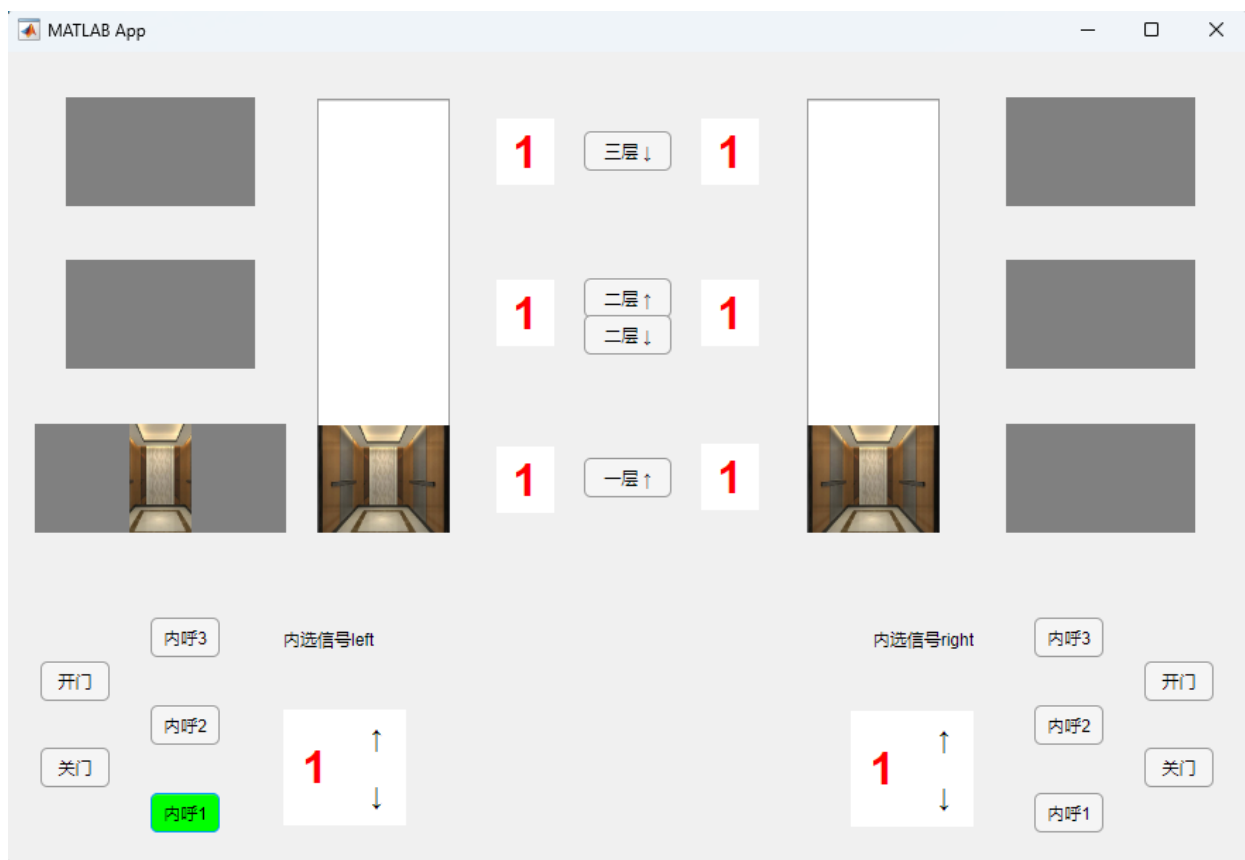 MATLAB App
1 三层↓ 1
二层↑
1 1
二层↓
1 一层↑ 1
内呼3 内选信号left 内选信号right 内呼3
开门 开门
内呼2 ↑ ↑ 内呼2
关门 1 1 关门
↓ ↓
内呼1 内呼1